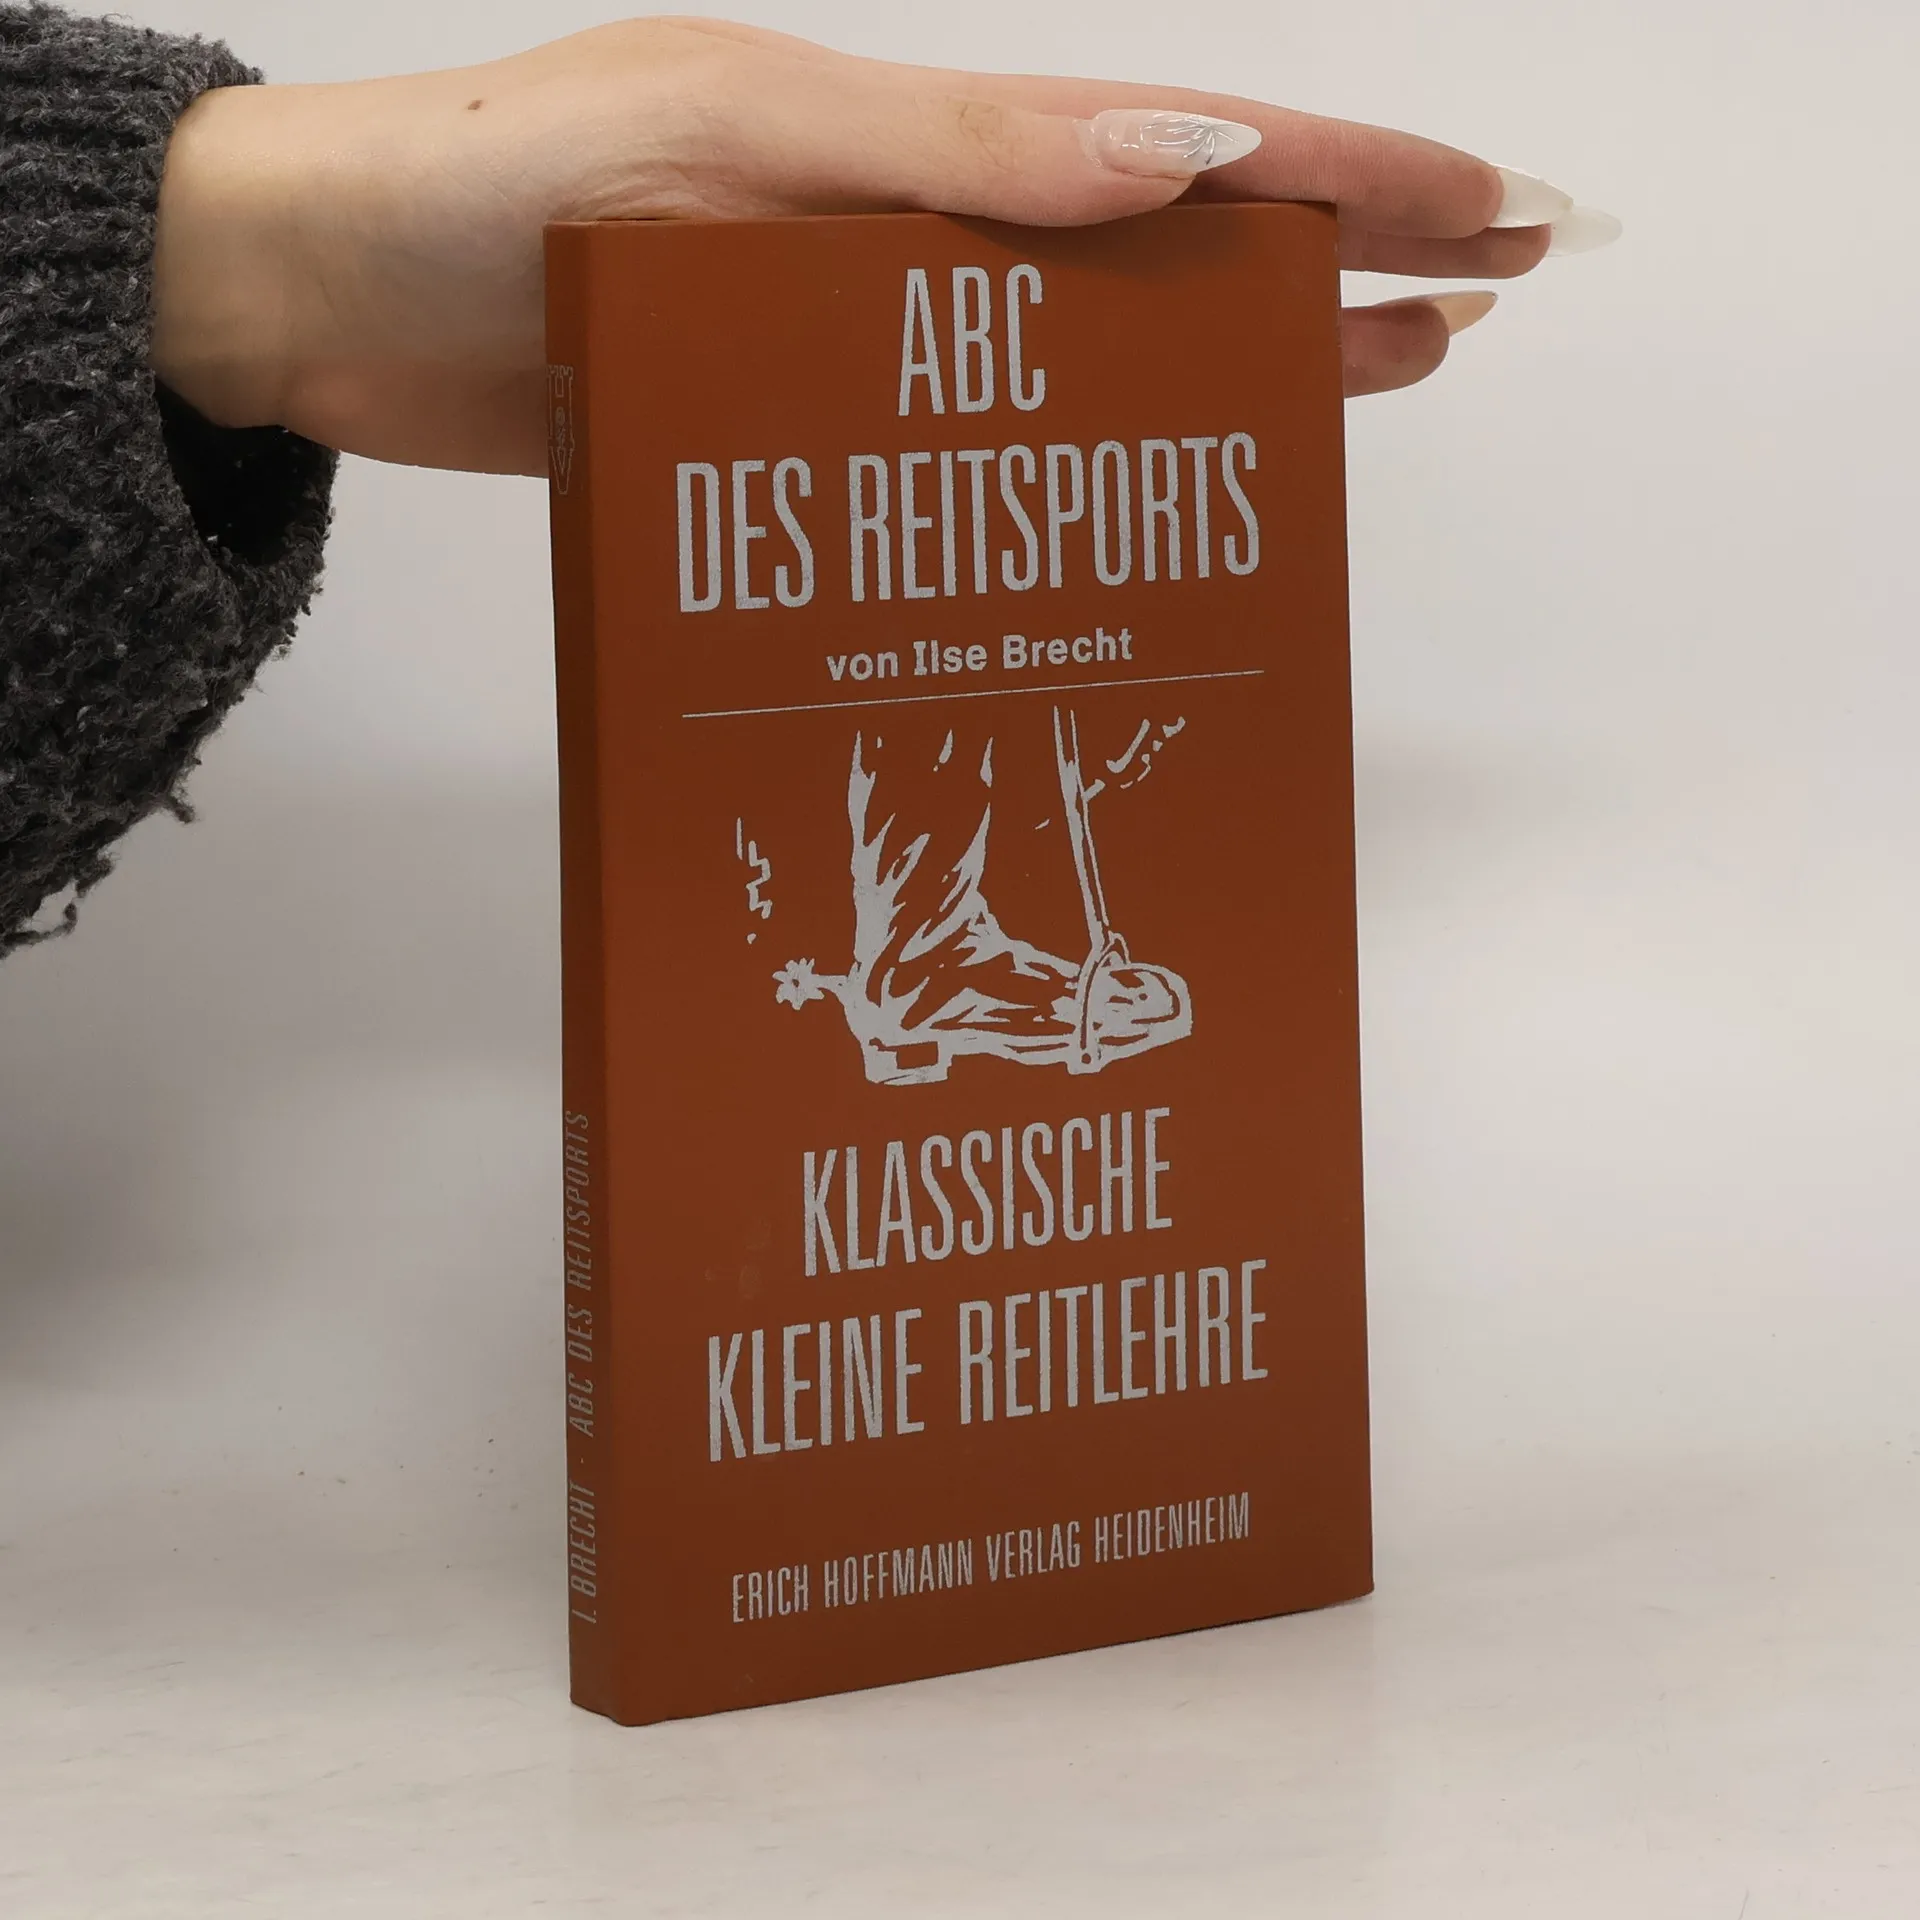 ABC
DES REITSPORTS
von Ilse Brecht
KLASSISCHE
KLEINE REITLEHRE
ERICH HOFFMANN VERLAG HEIDENHEIM
I. BRECHT · ABC DES REITSPORTS